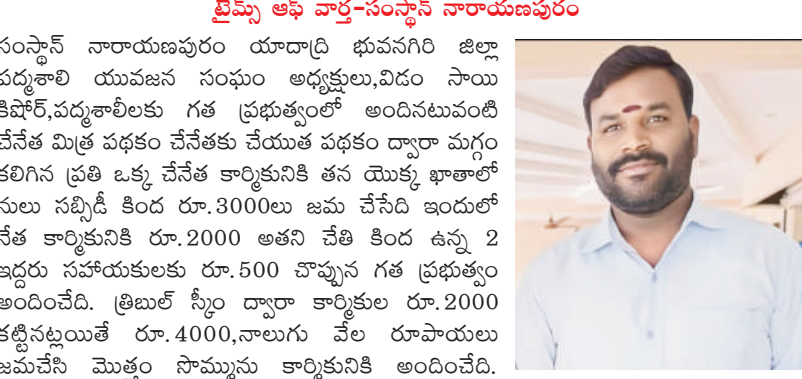 టైమ్స్ ఆఫ్ వార్త-సంస్థాన్ నారాయణపురం
సంస్థాన్ నారాయణపురం యాదాద్రి భువనగిరి జిల్లా
పద్మశాలి యువజన సంఘం అధ్యక్షులు,విడం సాయి
కిషోర్,పద్మశాలీలకు గత ప్రభుత్వంలో అందినటువంటి
చేనేత మిత్ర పథకం చేనేతకు చేయుత పథకం ద్వారా మగ్గం
కలిగిన ప్రతి ఒక్క చేనేత కార్మికునికి తన యొక్క ఖాతాలో
నులు సబ్సిడీ కింద రూ.3000లు జమ చేసేది ఇందులో
నేత కార్మికునికి రూ.2000 అతని చేతి కింద ఉన్న 2
ఇద్దరు సహాయకులకు రూ.500 చొప్పున గత ప్రభుత్వం
అందించేది. త్రిబుల్ స్కీం ద్వారా కార్మికుల రూ.2000
కట్టినట్లయితే రూ.4000,నాలుగు వేల రూపాయలు
జమచేసి మొత్తం సొమ్మును కార్మికునికి అందించేది.